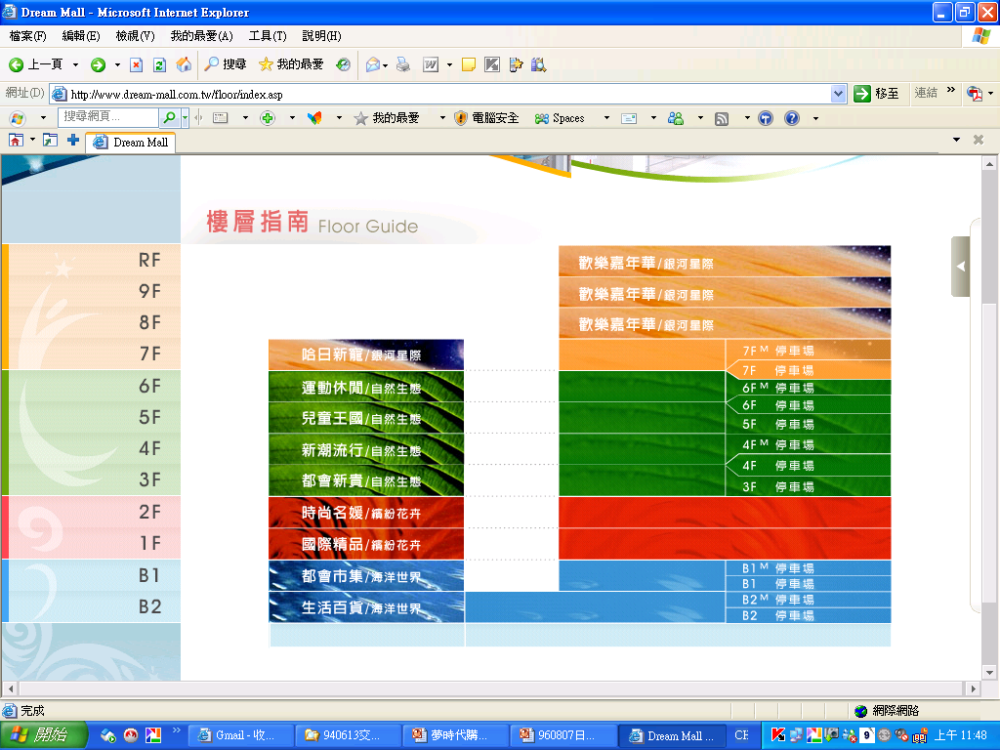 Dream Mall - Microsoft Internet Explorer
檔案(F) 編輯(E) 檢視(V) 我的最愛(A) 工具(T) 說明(H)
上一頁 搜尋 我的最愛
網址(D) http://www.dream-mall.com.tw/floor/index.asp 移至 連結 »
搜尋網頁... 我的最愛 電腦安全 Spaces
Dream Mall
樓層指南 Floor Guide
RF 歡樂嘉年華/銀河星際
9F 歡樂嘉年華/銀河星際
8F 歡樂嘉年華/銀河星際
7F 哈日新寵/銀河星際 7F M 停車場
7F 停車場
6F 運動休閒/自然生態 6F M 停車場
6F 停車場
5F 兒童王國/自然生態 5F 停車場
4F 新潮流行/自然生態 4F M 停車場
4F 停車場
3F 都會新貴/自然生態 3F 停車場
2F 時尚名媛/繽紛花卉
1F 國際精品/繽紛花卉
B1 都會市集/海洋世界 B1 M 停車場
B1 停車場
B2 生活百貨/海洋世界 B2 M 停車場
B2 停車場
完成 網際網路
開始 » Gmail - 收... 940613交... 夢時代購... 960807日... Dream Mall ... CH 9 上午 11:48